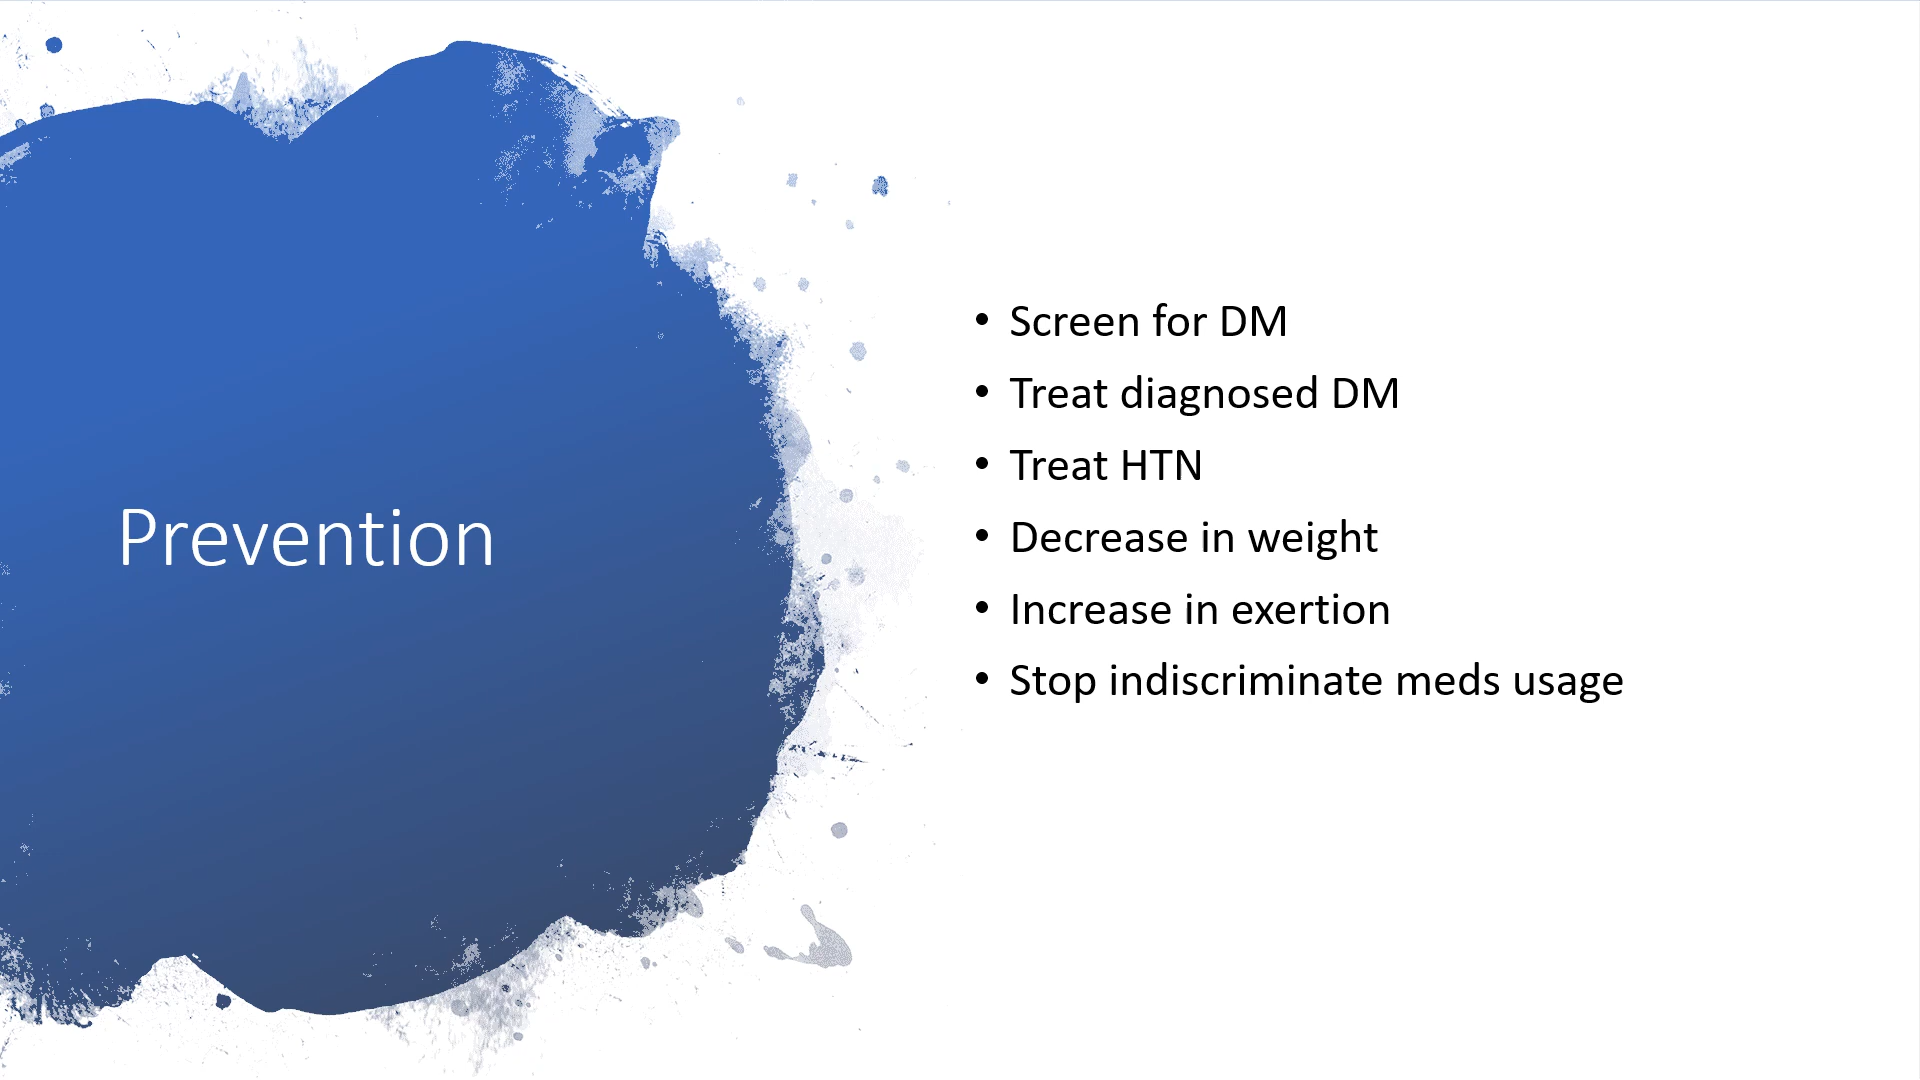 Prevention
• Screen for DM
• Treat diagnosed DM
• Treat HTN
• Decrease in weight
• Increase in exertion
• Stop indiscriminate meds usage